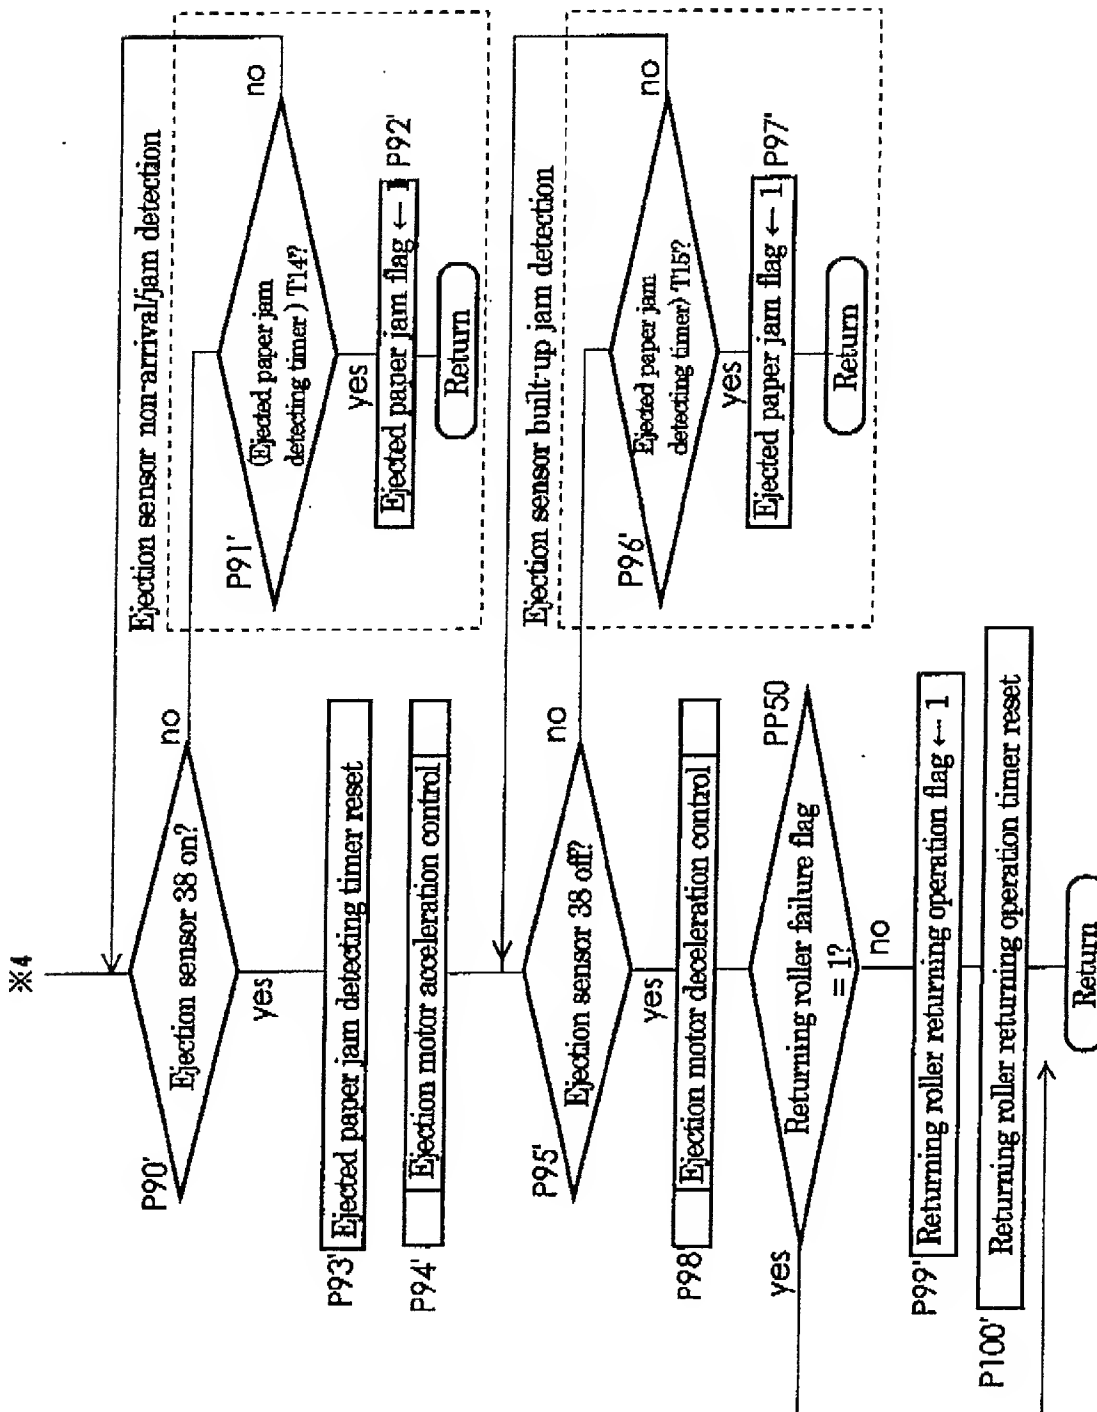 ※4
P90'
Ejection sensor 38 on?
no
yes
Ejection sensor non-arrival/jam detection
P91'
(Ejected paper jam
detecting timer ) T14?
no
yes
Ejected paper jam flag ← 1
P92'
Return
P93'
Ejected paper jam detecting timer reset
P94'
Ejection motor acceleration control
P95'
Ejection sensor 38 off?
no
yes
Ejection sensor built-up jam detection
P96'
Ejected paper jam
detecting timer) T15?
no
yes
Ejected paper jam flag ← 1
P97'
Return
P98'
Ejection motor deceleration control
PP50
Returning roller failure flag
= 1?
yes
no
P99'
Returning roller returning operation flag ← 1
P100'
Returning roller returning operation timer reset
Return